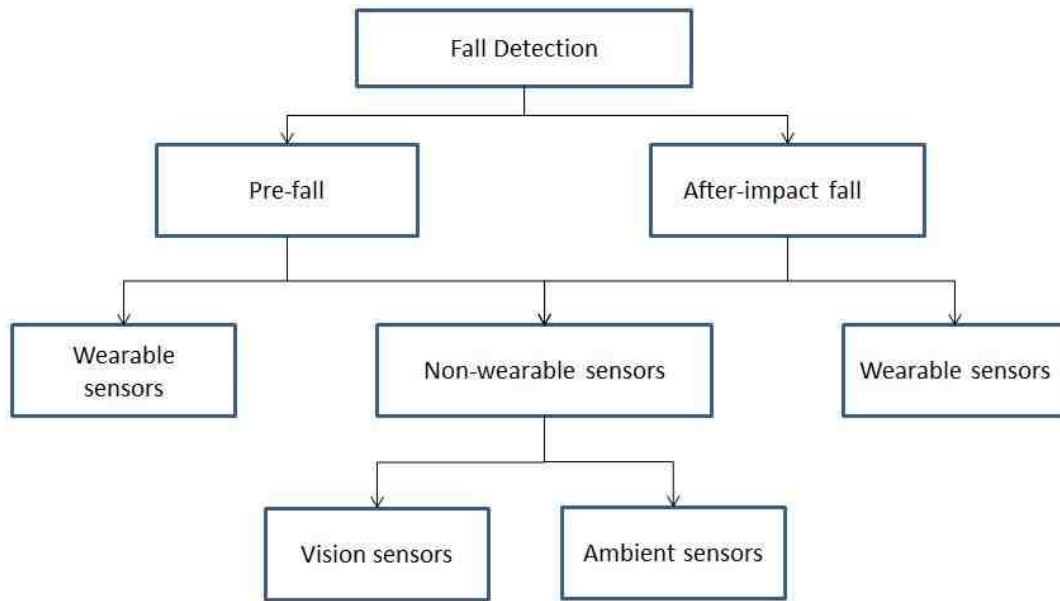 Fall Detection
Pre-fall
After-impact fall
Wearable
sensors
Non-wearable sensors
Wearable sensors
Vision sensors
Ambient sensors